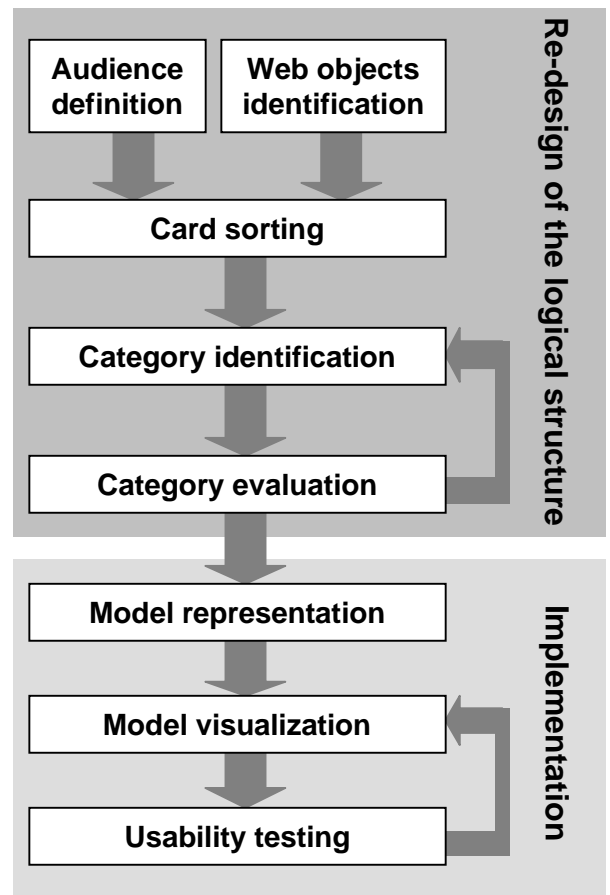 Audience
definition
Web objects
identification
Card sorting
Category identification
Category evaluation
Re-design of the logical structure
Model representation
Model visualization
Usability testing
Implementation